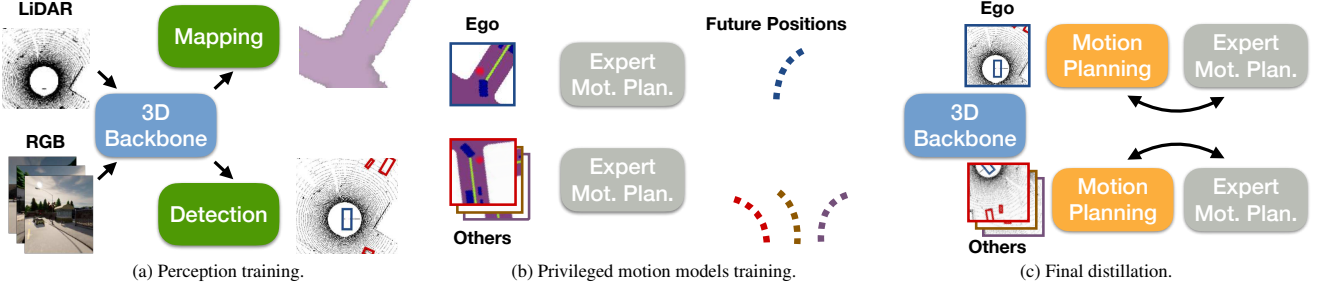 LiDAR
Mapping
3D
Backbone
RGB
Detection
(a) Perception training.
Ego
Future Positions
Expert
Mot. Plan.
Expert
Mot. Plan.
Others
(b) Privileged motion models training.
Ego
Motion
Planning
Expert
Mot. Plan.
3D
Backbone
Motion
Planning
Expert
Mot. Plan.
Others
(c) Final distillation.